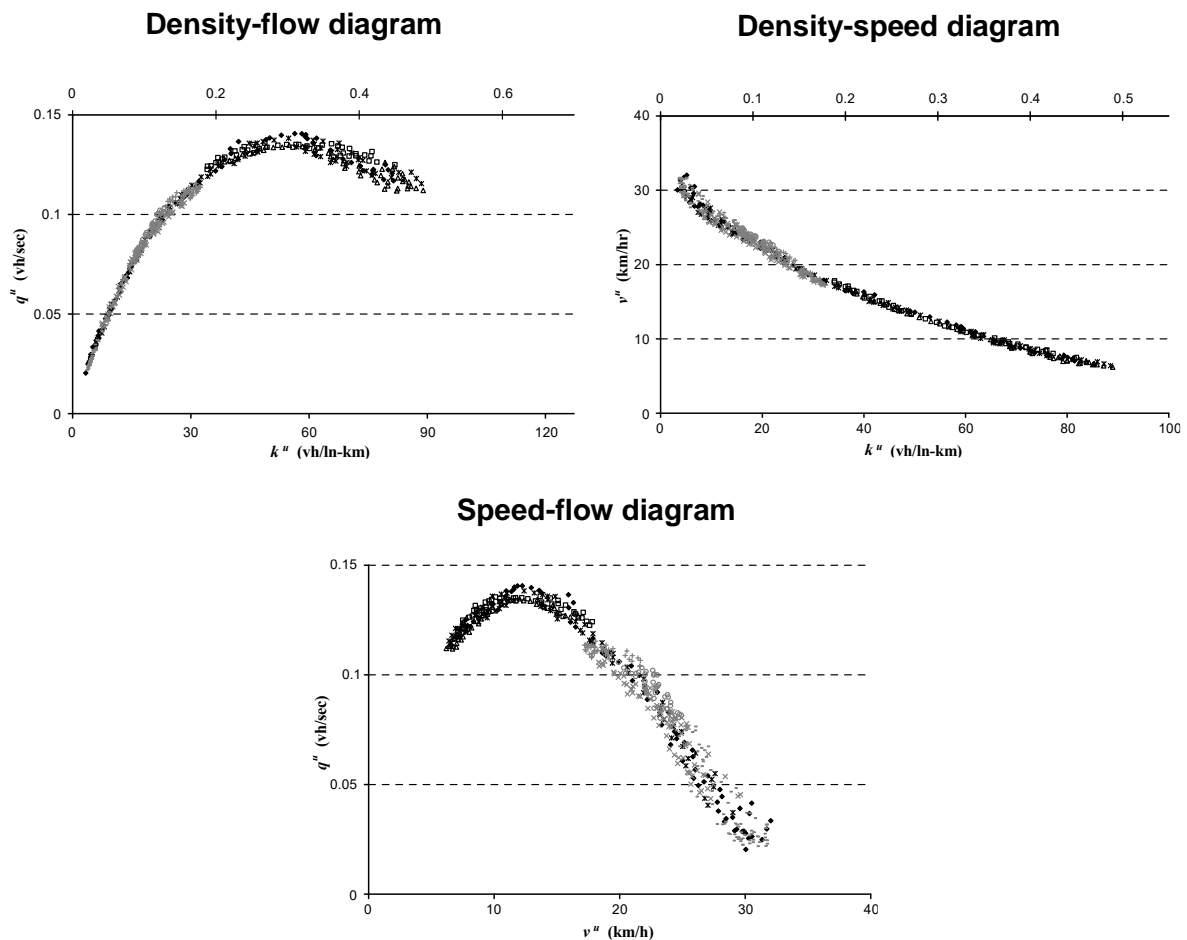 Density-flow diagram
0 0.2 0.4 0.6
0.15
0.1
0.05
0
q^u (vh/sec)
0 30 60 90 120
k^u (vh/ln-km)
Density-speed diagram
0 0.1 0.2 0.3 0.4 0.5
40
30
20
10
0
v^u (km/hr)
0 20 40 60 80 100
k^u (vh/ln-km)
Speed-flow diagram
0.15
0.1
0.05
0
q^u (vh/sec)
0 10 20 30 40
v^u (km/h)